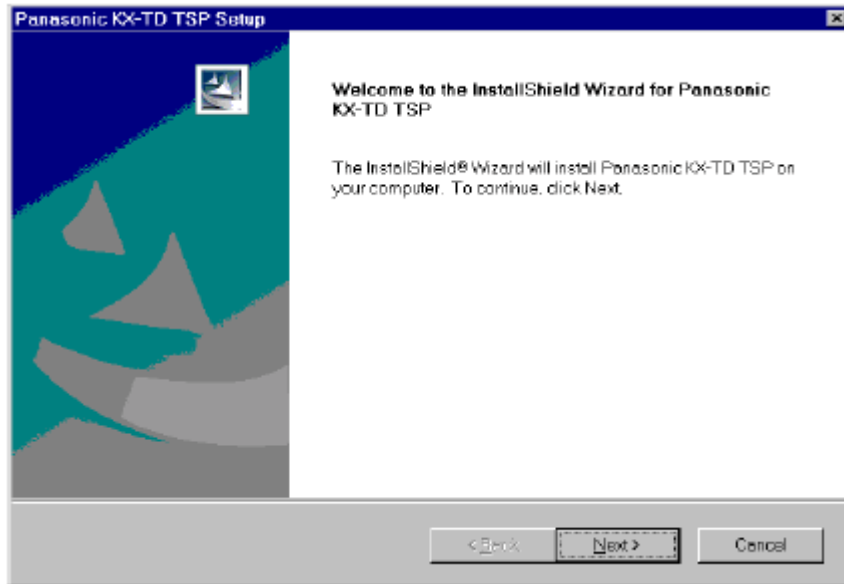 Panasonic KX-TD TSP Setup
Welcome to the InstallShield Wizard for Panasonic
KX-TD TSP
The InstallShield® Wizard will install Panasonic KX-TD TSP on
your computer. To continue, click Next.
< Back
Next >
Cancel